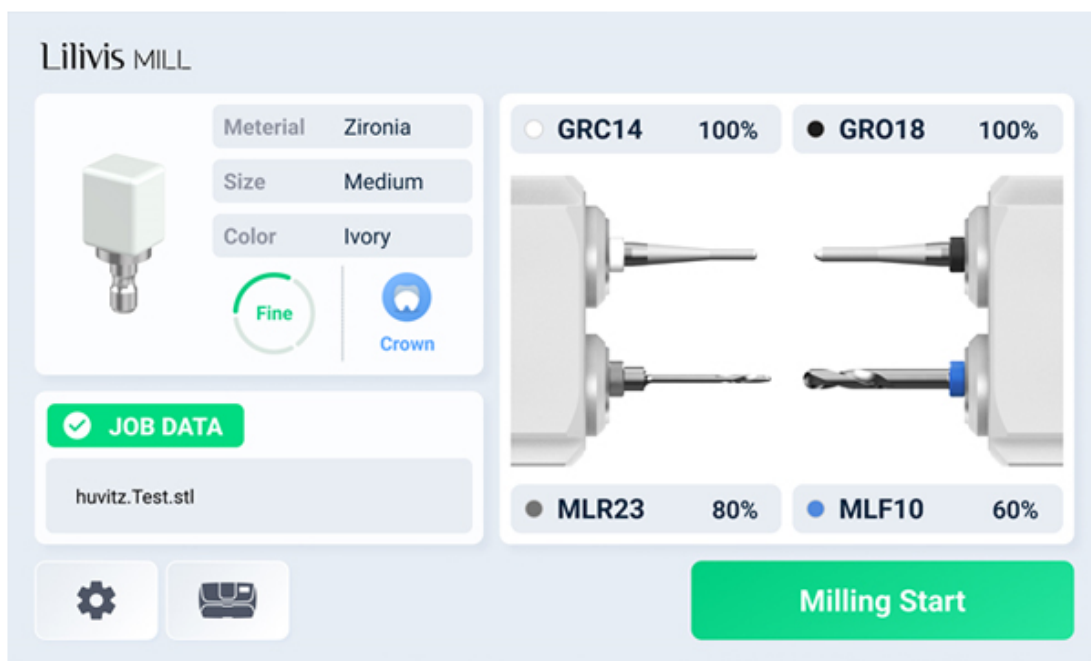 Lilivis MILL
Meterial Zironia
Size Medium
Color Ivory
Fine
Crown
JOB DATA
huvitz.Test.stl
GRC14 100%
GRO18 100%
MLR23 80%
MLF10 60%
Milling Start